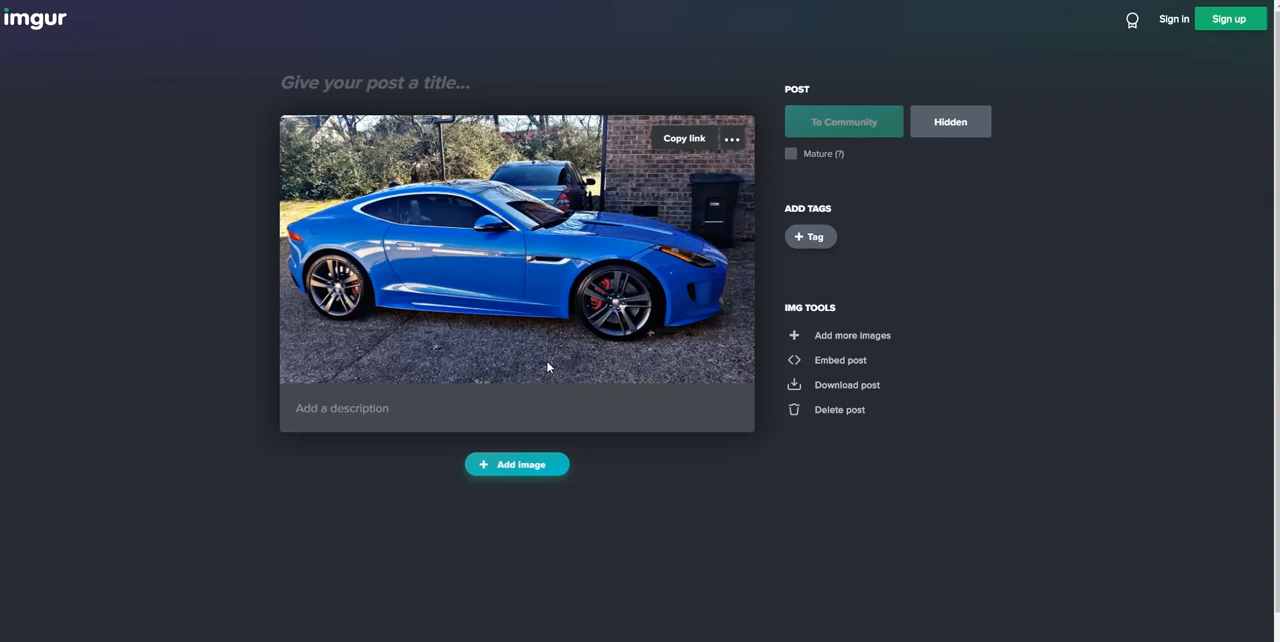 imgur
Sign in
Sign up
Give your post a title...
Copy link
POST
To Community
Hidden
Mature (?)
ADD TAGS
+ Tag
IMG TOOLS
+ Add more images
<> Embed post
Download post
Delete post
Add a description
+ Add image